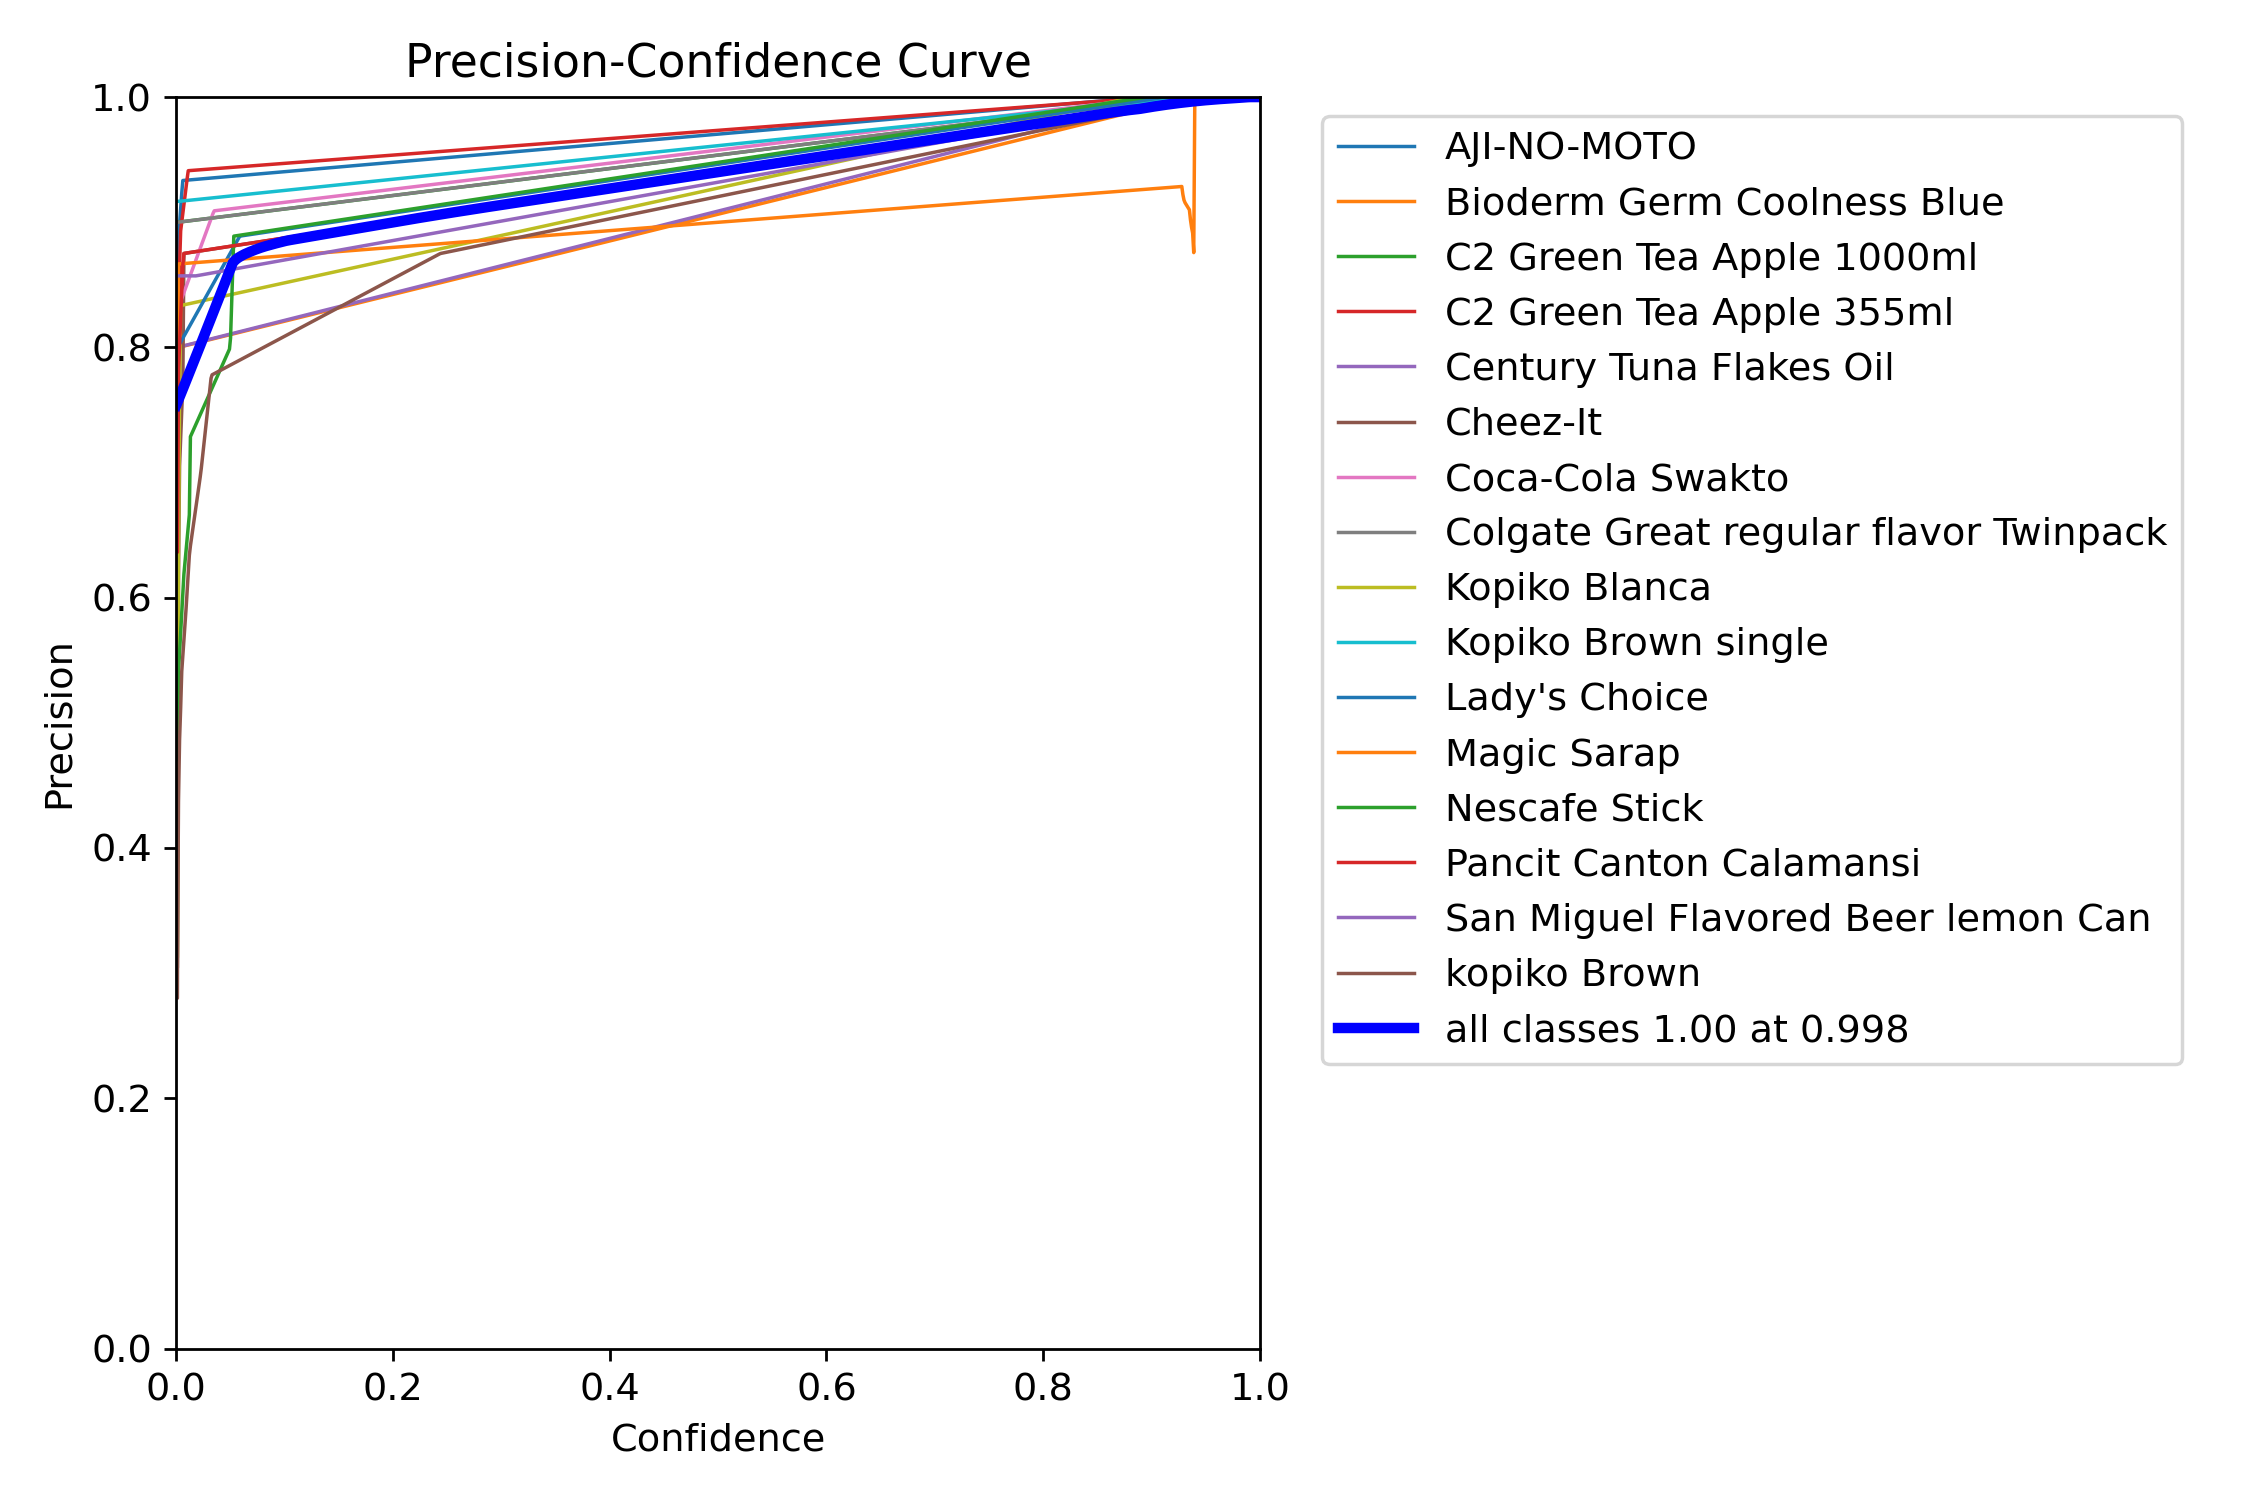 Precision-Confidence Curve
1.0
0.8
0.6
0.4
0.2
0.0
Precision
0.0 0.2 0.4 0.6 0.8 1.0
Confidence
AJI-NO-MOTO
Bioderm Germ Coolness Blue
C2 Green Tea Apple 1000ml
C2 Green Tea Apple 355ml
Century Tuna Flakes Oil
Cheez-It
Coca-Cola Swakto
Colgate Great regular flavor Twinpack
Kopiko Blanca
Kopiko Brown single
Lady's Choice
Magic Sarap
Nescafe Stick
Pancit Canton Calamansi
San Miguel Flavored Beer lemon Can
kopiko Brown
all classes 1.00 at 0.998